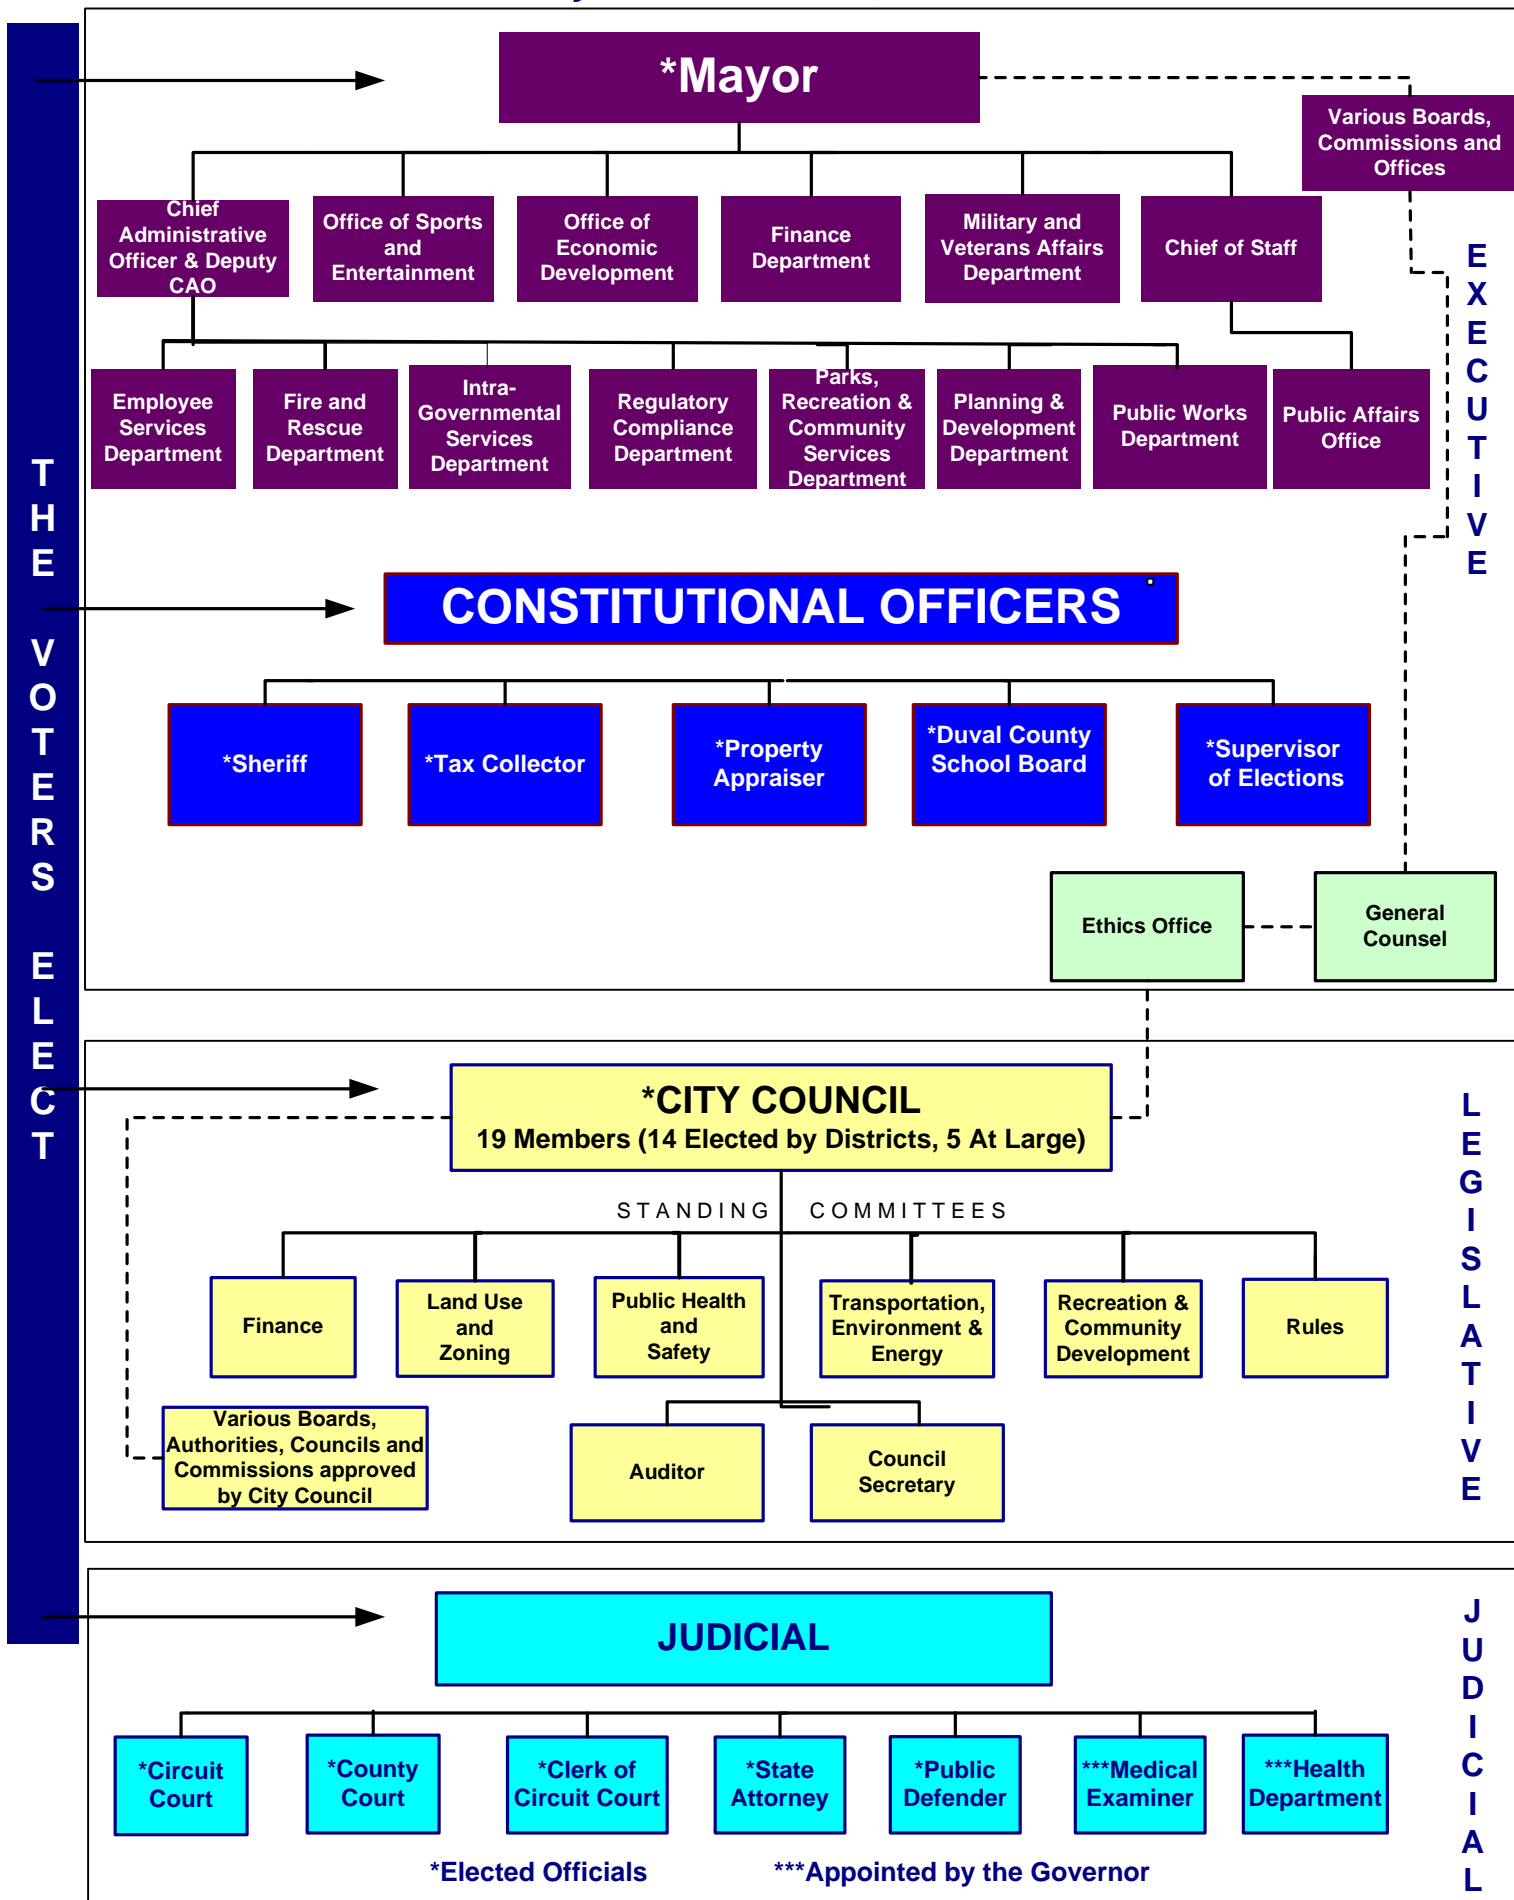 THE VOTERS ELECT
*Mayor
Various Boards,
Commissions and
Offices
Chief
Administrative
Officer & Deputy
CAO
Office of Sports
and
Entertainment
Office of
Economic
Development
Finance
Department
Military and
Veterans Affairs
Department
Chief of Staff
EXECUTIVE
Employee
Services
Department
Fire and
Rescue
Department
Intra-
Governmental
Services
Department
Regulatory
Compliance
Department
Parks,
Recreation &
Community
Services
Department
Planning &
Development
Department
Public Works
Department
Public Affairs
Office
CONSTITUTIONAL OFFICERS
*Sheriff
*Tax Collector
*Property
Appraiser
*Duval County
School Board
*Supervisor
of Elections
Ethics Office
General
Counsel
*CITY COUNCIL
19 Members (14 Elected by Districts, 5 At Large)
LEGISLATIVE
STANDING COMMITTEES
Finance
Land Use
and
Zoning
Public Health
and
Safety
Transportation,
Environment &
Energy
Recreation &
Community
Development
Rules
Various Boards,
Authorities, Councils and
Commissions approved
by City Council
Auditor
Council
Secretary
JUDICIAL
JUDICIAL
*Circuit
Court
*County
Court
*Clerk of
Circuit Court
*State
Attorney
*Public
Defender
***Medical
Examiner
***Health
Department
*Elected Officials
***Appointed by the Governor